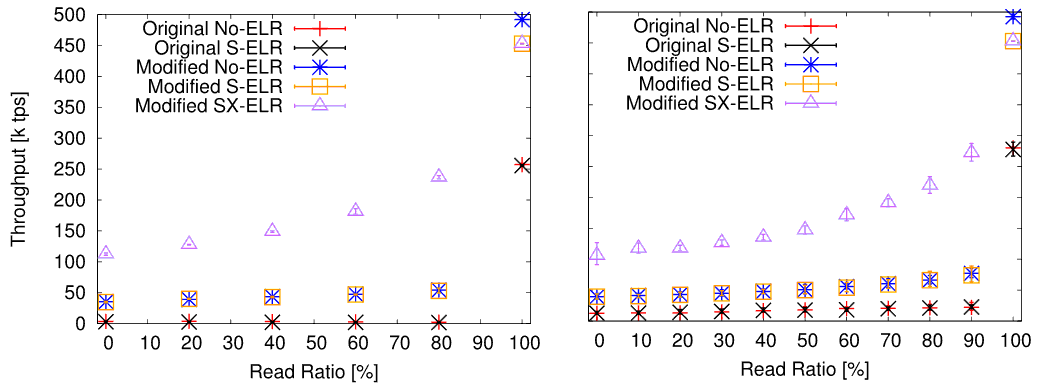 Throughput [k tps]
500
450
400
350
300
250
200
150
100
50
0
Original No-ELR
Original S-ELR
Modified No-ELR
Modified S-ELR
Modified SX-ELR
0 10 20 30 40 50 60 70 80 90 100
Read Ratio [%]
Original No-ELR
Original S-ELR
Modified No-ELR
Modified S-ELR
Modified SX-ELR
0 10 20 30 40 50 60 70 80 90 100
Read Ratio [%]